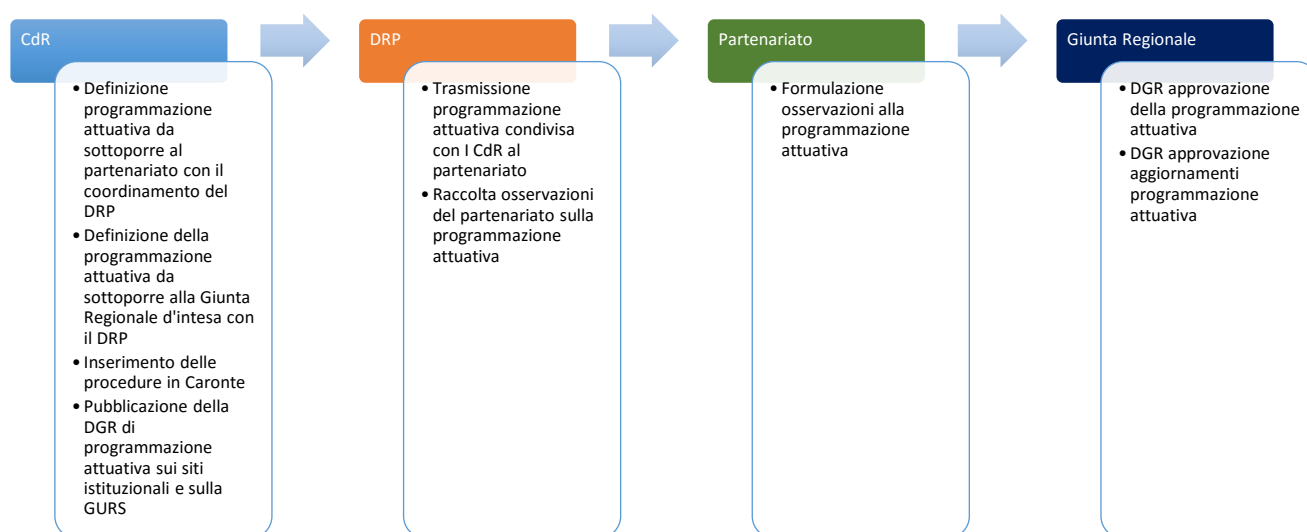 CdR
• Definizione
programmazione
attuativa da
sottoporre al
partenariato con il
coordinamento del
DRP
• Definizione della
programmazione
attuativa da
sottoporre alla Giunta
Regionale d'intesa con
il DRP
• Inserimento delle
procedure in Caronte
• Pubblicazione della
DGR di
programmazione
attuativa sui siti
istituzionali e sulla
GURS
DRP
• Trasmissione
programmazione
attuativa condivisa
con I CdR al
partenariato
• Raccolta osservazioni
del partenariato sulla
programmazione
attuativa
Partenariato
• Formulazione
osservazioni alla
programmazione
attuativa
Giunta Regionale
• DGR approvazione
della programmazione
attuativa
• DGR approvazione
aggiornamenti
programmazione
attuativa